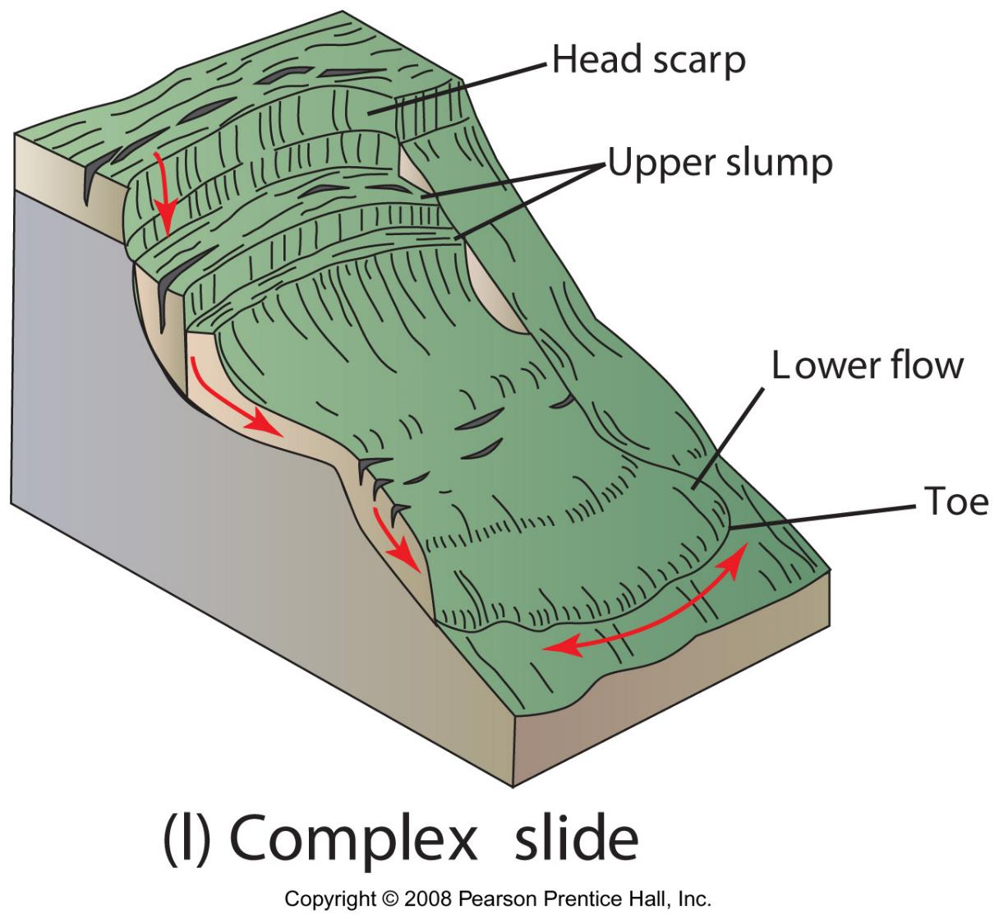 Head scarp
Upper slump
Lower flow
Toe
(l) Complex slide
Copyright © 2008 Pearson Prentice Hall, Inc.